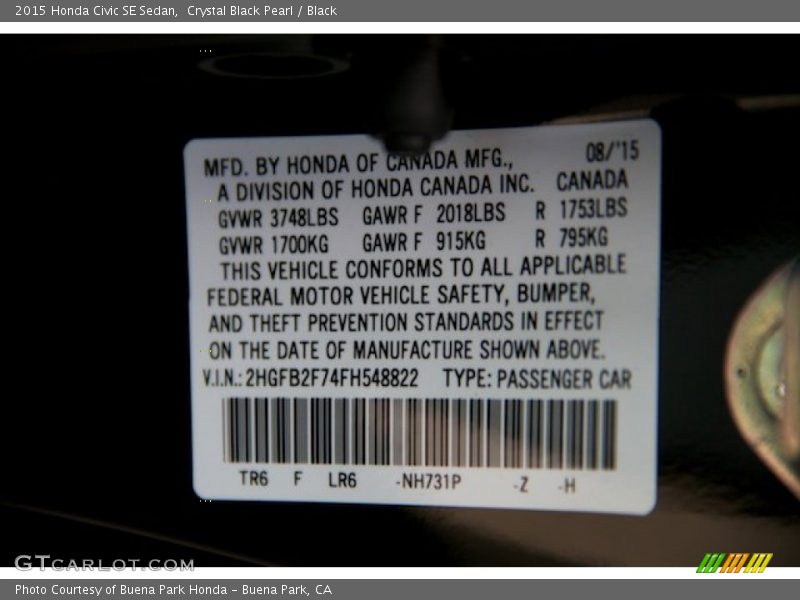 2015 Honda Civic SE Sedan,  Crystal Black Pearl / Black
MFD. BY HONDA OF CANADA MFG., 08/'15
A DIVISION OF HONDA CANADA INC. CANADA
GVWR 3748LBS GAWR F 2018LBS R 1753LBS
GVWR 1700KG GAWR F 915KG R 795KG
THIS VEHICLE CONFORMS TO ALL APPLICABLE
FEDERAL MOTOR VEHICLE SAFETY, BUMPER,
AND THEFT PREVENTION STANDARDS IN EFFECT
ON THE DATE OF MANUFACTURE SHOWN ABOVE.
V.I.N.: 2HGFB2F74FH548822 TYPE: PASSENGER CAR
TR6 F LR6 -NH731P -Z -H
GTCARLOT.COM
Photo Courtesy of Buena Park Honda - Buena Park, CA